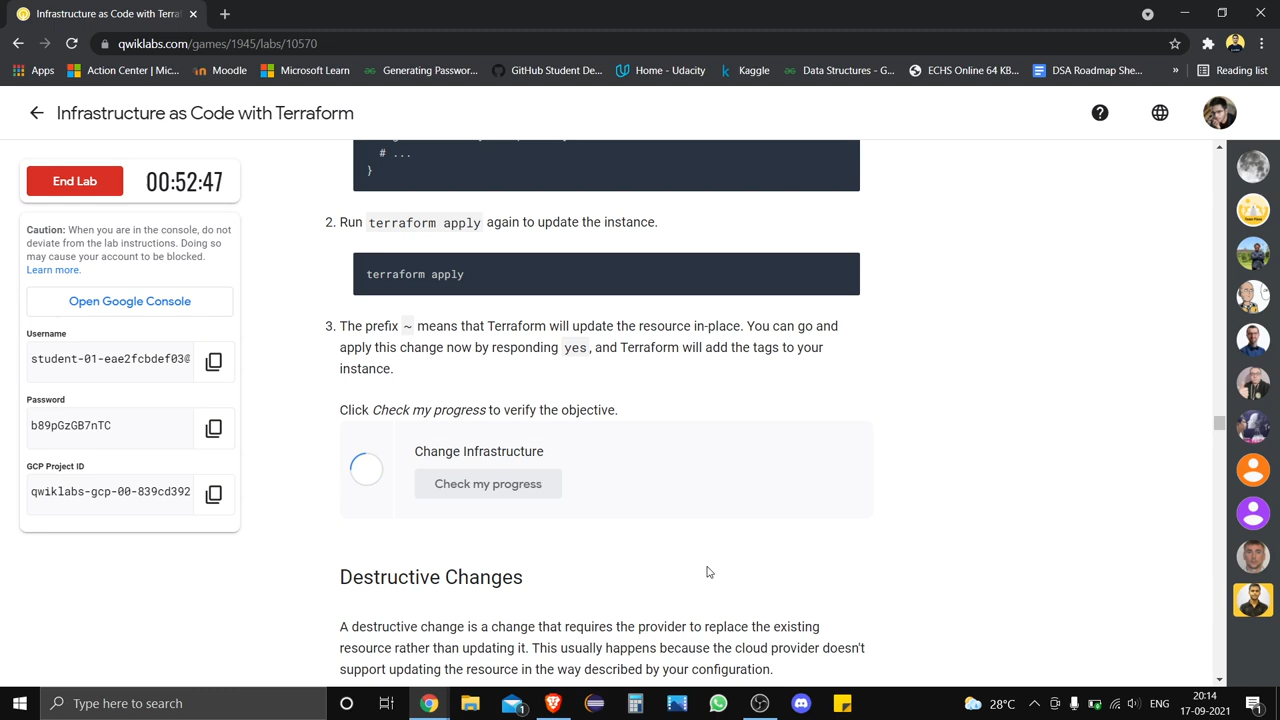 Infrastructure as Code with Terraf
qwiklabs.com/games/1945/labs/10570
Apps
Action Center | Mic...
Moodle
Microsoft Learn
Generating Passwor...
GitHub Student De...
Home - Udacity
Kaggle
Data Structures - G...
ECHS Online 64 KB...
DSA Roadmap She...
»
Reading list
Infrastructure as Code with Terraform
End Lab
00:52:47
Caution: When you are in the console, do not
deviate from the lab instructions. Doing so
may cause your account to be blocked.
Learn more.
Open Google Console
Username
student-01-eae2fcbdef03@
Password
b89pGzGB7nTC
GCP Project ID
qwiklabs-gcp-00-839cd392
# ...
}
2. Run terraform apply again to update the instance.
terraform apply
3. The prefix ~ means that Terraform will update the resource in-place. You can go and
apply this change now by responding yes, and Terraform will add the tags to your
instance.
Click Check my progress to verify the objective.
Change Infrastructure
Check my progress
Destructive Changes
A destructive change is a change that requires the provider to replace the existing
resource rather than updating it. This usually happens because the cloud provider doesn't
support updating the resource in the way described by your configuration.
Type here to search
28°C
ENG
20:14
17-09-2021